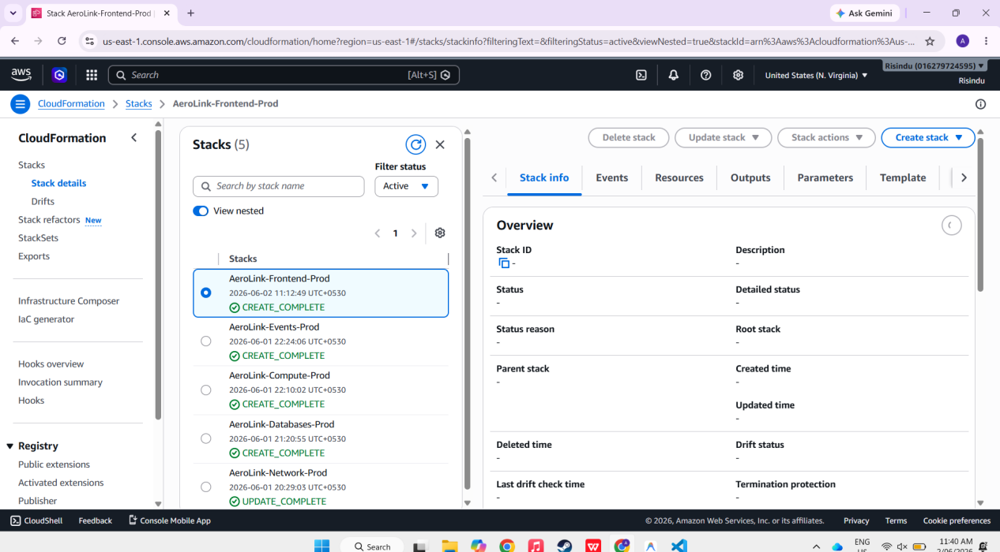 Stack AeroLink-Frontend-Prod
Ask Gemini
us-east-1.console.aws.amazon.com/cloudformation/home?region=us-east-1#/stacks/stackinfo?filteringText=&filteringStatus=active&viewNested=true&stackId=arn%3Aaws%3Acloudformation%3Aus-...
A
aws
Search
[Alt+S]
United States (N. Virginia)
Risindu (016279724595)
Risindu
CloudFormation
Stacks
AeroLink-Frontend-Prod
CloudFormation
Stacks
Stack details
Drifts
Stack refactors New
StackSets
Exports
Infrastructure Composer
IaC generator
Hooks overview
Invocation summary
Hooks
Registry
Public extensions
Activated extensions
Publisher
Stacks (5)
Search by stack name
Filter status
Active
View nested
1
Stacks
AeroLink-Frontend-Prod
2026-06-02 11:12:49 UTC+0530
CREATE_COMPLETE
AeroLink-Events-Prod
2026-06-01 22:24:06 UTC+0530
CREATE_COMPLETE
AeroLink-Compute-Prod
2026-06-01 22:10:02 UTC+0530
CREATE_COMPLETE
AeroLink-Databases-Prod
2026-06-01 21:20:55 UTC+0530
CREATE_COMPLETE
AeroLink-Network-Prod
2026-06-01 20:29:03 UTC+0530
UPDATE_COMPLETE
Delete stack
Update stack
Stack actions
Create stack
Stack info
Events
Resources
Outputs
Parameters
Template
Overview
Stack ID
-
Description
-
Status
-
Detailed status
-
Status reason
-
Root stack
-
Parent stack
-
Created time
-
Updated time
-
Deleted time
-
Drift status
-
Last drift check time
-
Termination protection
-
CloudShell
Feedback
Console Mobile App
© 2026, Amazon Web Services, Inc. or its affiliates.
Privacy
Terms
Cookie preferences
Search
ENG
US
11:40 AM
2/06/2026